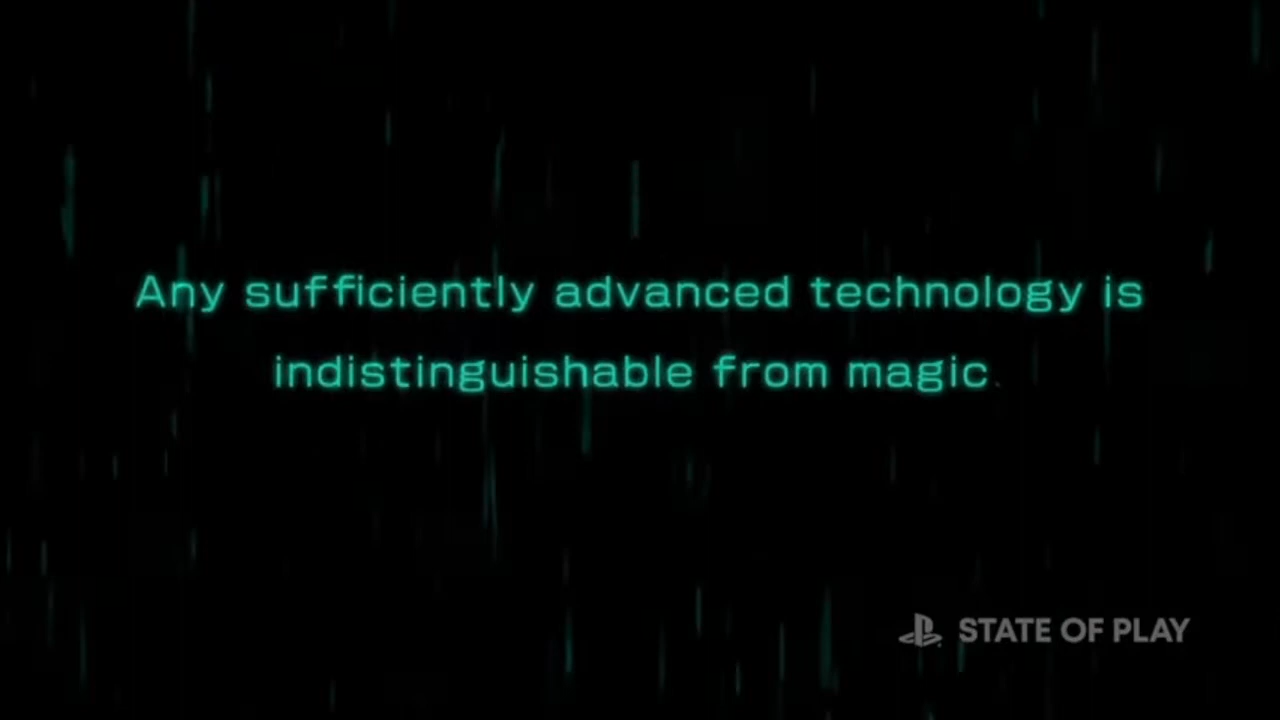 Any sufficiently advanced technology is
indistinguishable from magic.
STATE OF PLAY